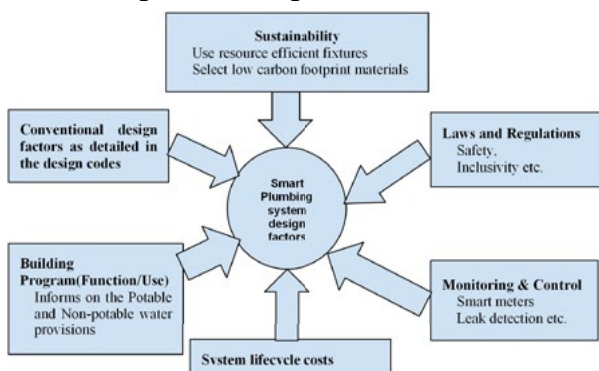 Sustainability
Use resource efficient fixtures
Select low carbon footprint materials
Conventional design
factors as detailed in
the design codes
Laws and Regulations
Safety,
Inclusivity etc.
Smart
Plumbing
system
design
factors
Building
Program(Function/Use)
Informs on the Potable
and Non-potable water
provisions
Monitoring & Control
Smart meters
Leak detection etc.
System lifecycle costs